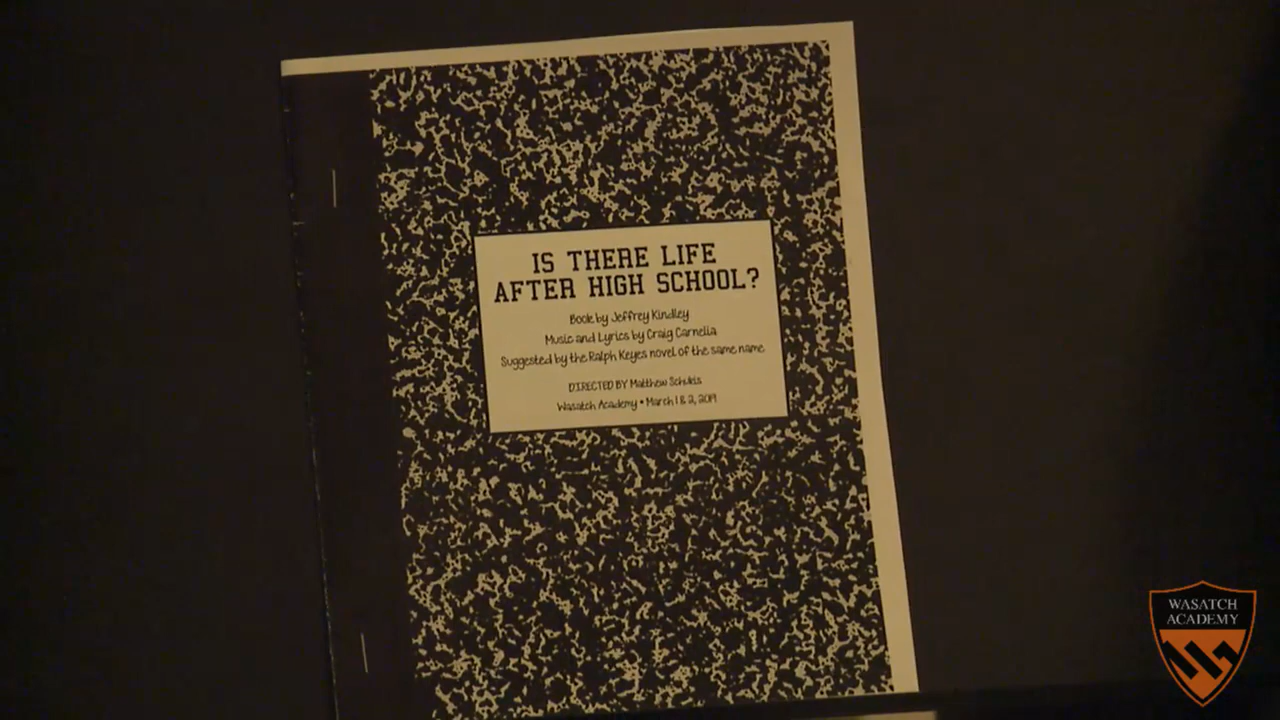 IS THERE LIFE
AFTER HIGH SCHOOL?
Book by Jeffrey Kindley
Music and Lyrics by Craig Carnelia
Suggested by the Ralph Keyes novel of the same name
DIRECTED BY Matthew
Wasatch Academy • March 1 & 2, 2019
WASATCH
ACADEMY